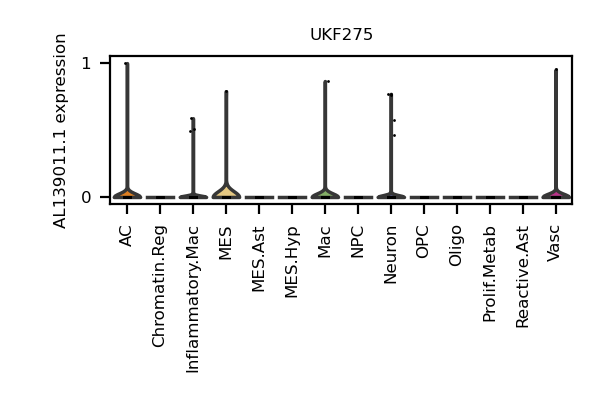 UKF275
AL139011.1 expression
1
0
AC
Chromatin.Reg
Inflammatory.Mac
MES
MES.Ast
MES.Hyp
Mac
NPC
Neuron
OPC
Oligo
Prolif.Metab
Reactive.Ast
Vasc